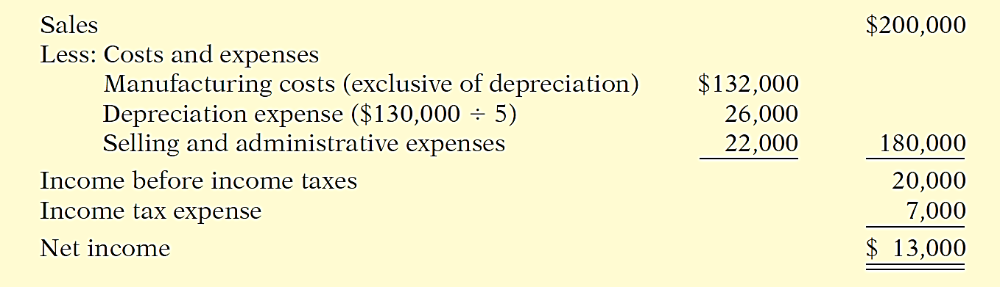 Sales $200,000
Less: Costs and expenses
Manufacturing costs (exclusive of depreciation) $132,000
Depreciation expense ($130,000 ÷ 5) 26,000
Selling and administrative expenses 22,000 180,000
Income before income taxes 20,000
Income tax expense 7,000
Net income $ 13,000